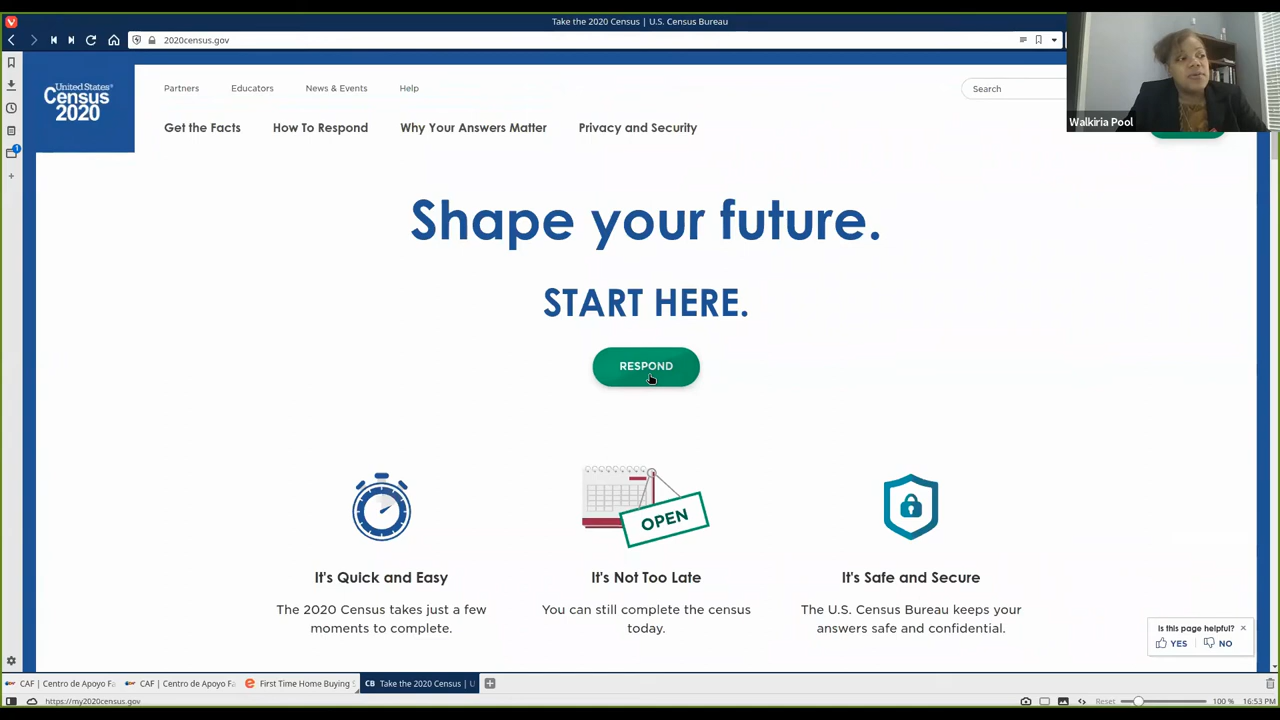 Take the 2020 Census | U.S. Census Bureau
2020census.gov
Walkiria Pool
United States®
Census
2020
Partners Educators News & Events Help
Search
Get the Facts How To Respond Why Your Answers Matter Privacy and Security
Shape your future.
START HERE.
RESPOND
OPEN
It's Quick and Easy
The 2020 Census takes just a few
moments to complete.
It's Not Too Late
You can still complete the census
today.
It's Safe and Secure
The U.S. Census Bureau keeps your
answers safe and confidential.
Is this page helpful? ×
YES NO
1
CAF | Centro de Apoyo Fa CAF | Centro de Apoyo Fa First Time Home Buying S CB Take the 2020 Census | U
https://my2020census.gov Reset 100 % 16:53 PM